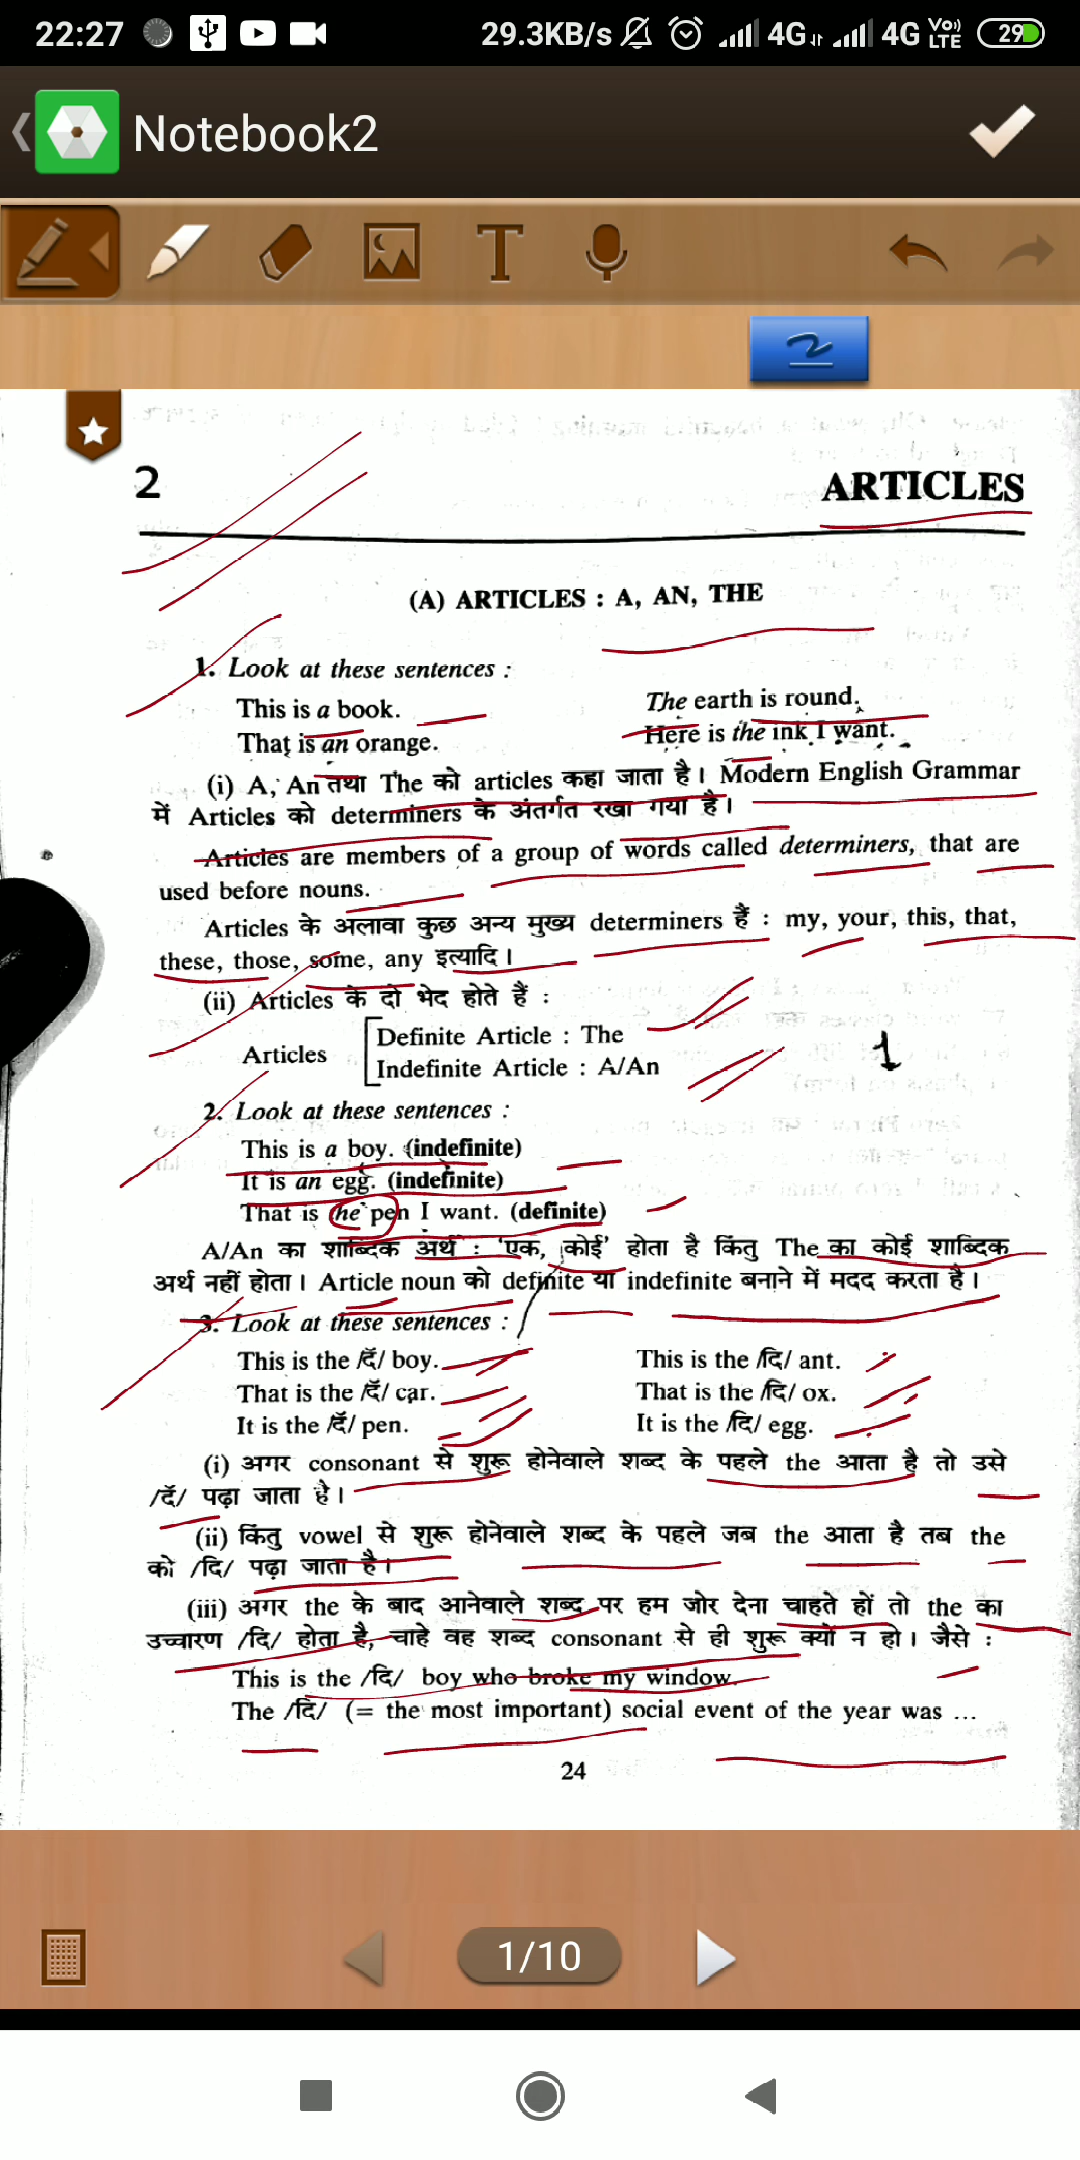 22:27 29.3KB/s 4G 4G Vo)) LTE 29
Notebook2
T
2
2 ARTICLES
(A) ARTICLES : A, AN, THE
1. Look at these sentences :
This is a book. The earth is round.
That is an orange. Here is the ink I want.
(i) A, An तथा The को articles कहा जाता है। Modern English Grammar
में Articles को determiners के अंतर्गत रखा गया है।
Articles are members of a group of words called determiners, that are
used before nouns.
Articles के अलावा कुछ अन्य मुख्य determiners हैं : my, your, this, that,
these, those, some, any इत्यादि।
(ii) Articles के दो भेद होते हैं :
Articles [ Definite Article : The
Indefinite Article : A/An
1
2. Look at these sentences :
This is a boy. (indefinite)
It is an egg. (indefinite)
That is he pen I want. (definite)
A/An का शाब्दिक अर्थ : 'एक, कोई' होता है किंतु The का कोई शाब्दिक
अर्थ नहीं होता। Article noun को definite या indefinite बनाने में मदद करता है।
3. Look at these sentences :
This is the /दॅ/ boy. This is the /दि/ ant.
That is the /दॅ/ car. That is the /दि/ ox.
It is the /दॅ/ pen. It is the /दि/ egg.
(i) अगर consonant से शुरू होनेवाले शब्द के पहले the आता है तो उसे
/दॅ/ पढ़ा जाता है।
(ii) किंतु vowel से शुरू होनेवाले शब्द के पहले जब the आता है तब the
को /दि/ पढ़ा जाता है।
(iii) अगर the के बाद आनेवाले शब्द पर हम जोर देना चाहते हों तो the का
उच्चारण /दि/ होता है, चाहे वह शब्द consonant से ही शुरू क्यों न हो। जैसे :
This is the /दि/ boy who broke my window.
The /दि/ (= the most important) social event of the year was ...
24
1/10